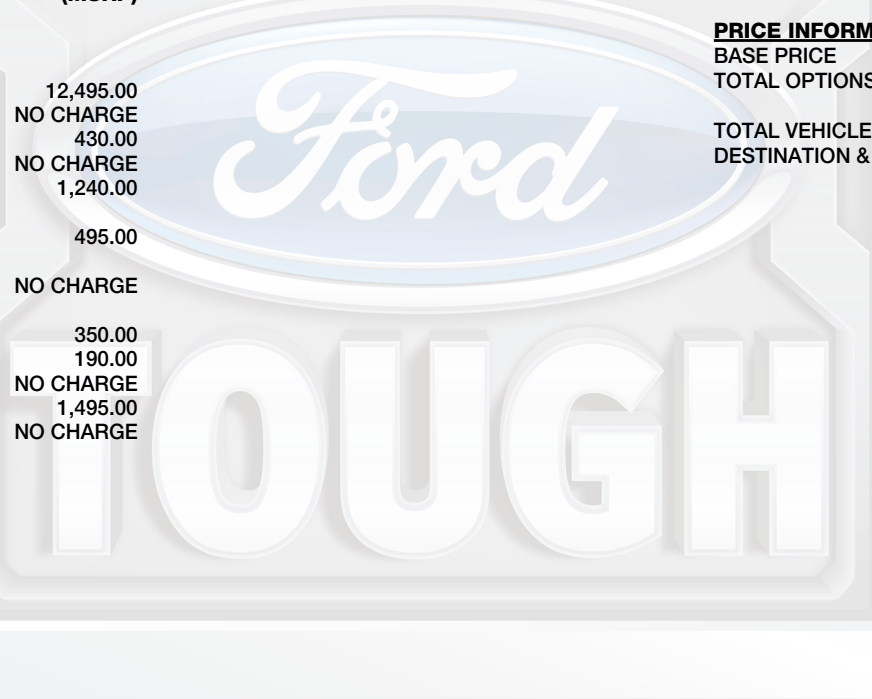 12,495.00
NO CHARGE
430.00
NO CHARGE
1,240.00
495.00
NO CHARGE
350.00
190.00
NO CHARGE
1,495.00
NO CHARGE
PRICE INFORM
BASE PRICE
TOTAL OPTIONS
TOTAL VEHICLE
DESTINATION &
Ford
TOUGH